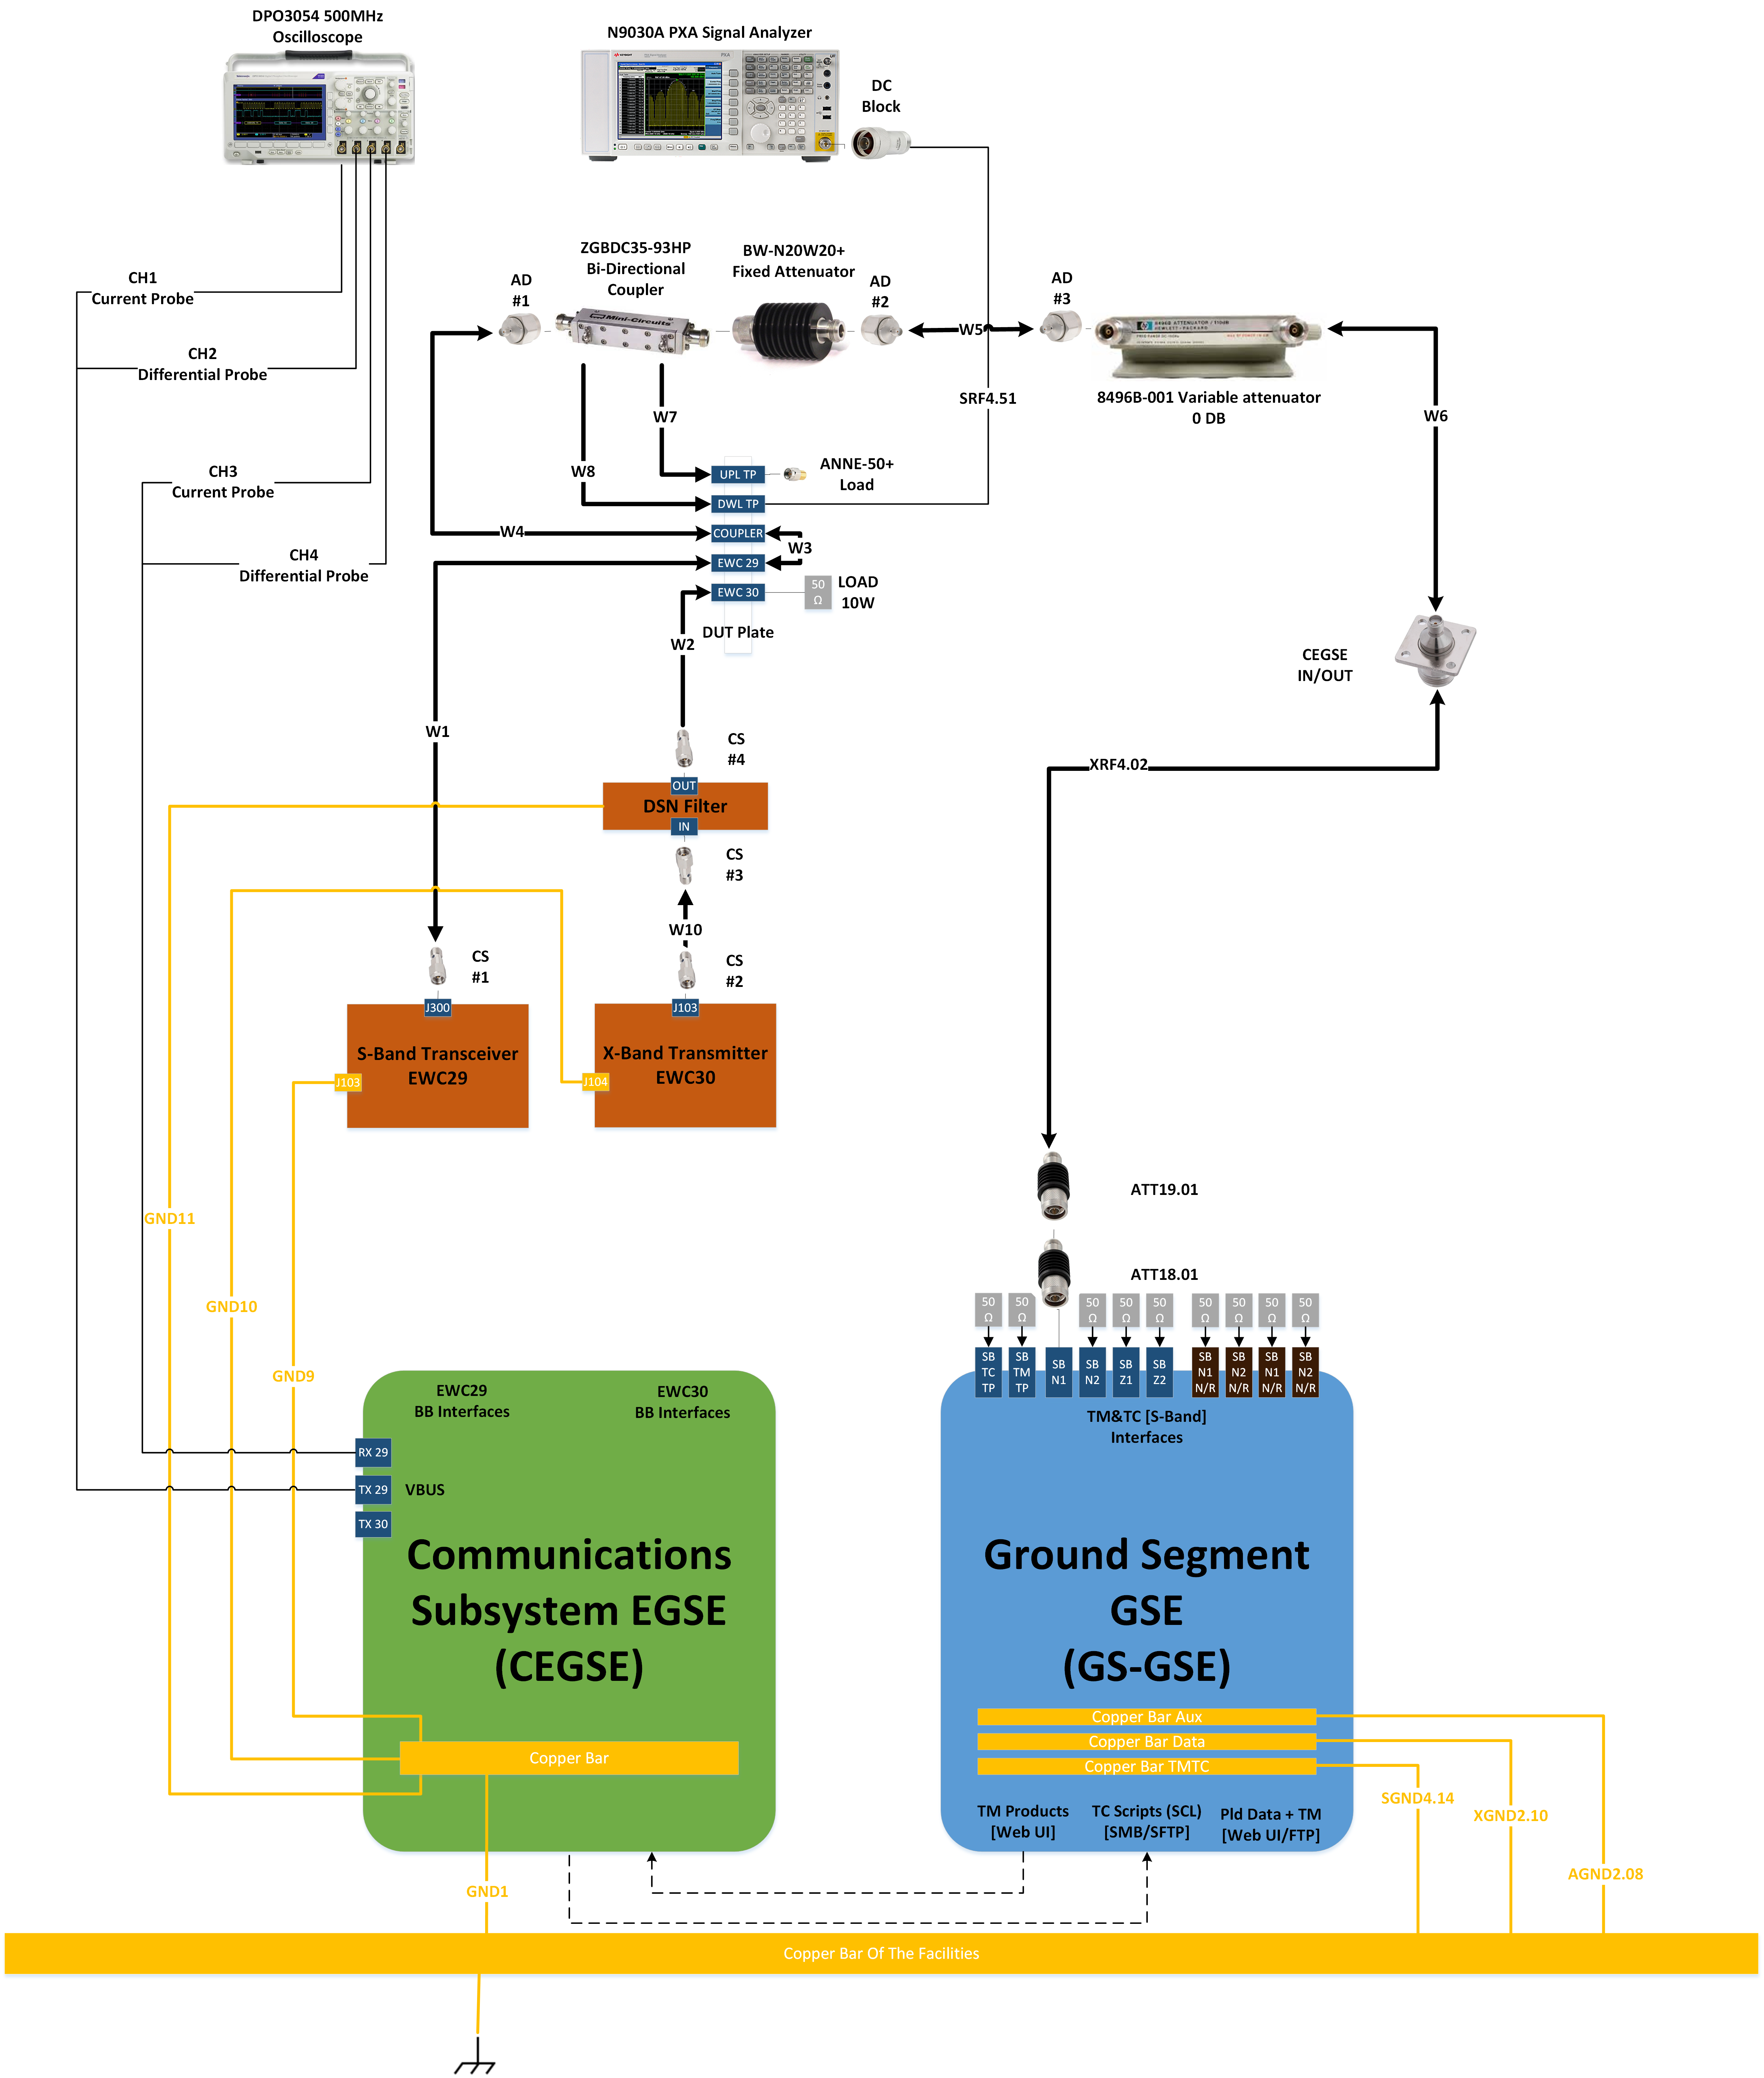 DPO3054 500MHz
Oscilloscope
N9030A PXA Signal Analyzer
DC
Block
CH1
Current Probe
CH2
Differential Probe
CH3
Current Probe
CH4
Differential Probe
AD
#1
ZGBDC35-93HP
Bi-Directional
Coupler
Mini-Circuits
BW-N20W20+
Fixed Attenuator
AD
#2
W5
AD
#3
8496B ATTENUATOR / 110dB
HEWLETT - PACKARD
8496B-001 Variable attenuator
0 DB
SRF4.51
W6
W7
W8
UPL TP
ANNE-50+
Load
DWL TP
W4
COUPLER
W3
EWC 29
EWC 30
50
Ω
LOAD
10W
DUT Plate
W2
W1
CEGSE
IN/OUT
XRF4.02
CS
#4
OUT
DSN Filter
IN
CS
#3
W10
CS
#1
CS
#2
J300
S-Band Transceiver
EWC29
J103
J103
X-Band Transmitter
EWC30
J104
GND11
GND10
GND9
ATT19.01
ATT18.01
50
Ω
50
Ω
50
Ω
50
Ω
50
Ω
50
Ω
50
Ω
50
Ω
50
Ω
SB
TC
TP
SB
TM
TP
SB
N1
SB
N2
SB
Z1
SB
Z2
SB
N1
N/R
SB
N2
N/R
SB
N1
N/R
SB
N2
N/R
TM&TC [S-Band]
Interfaces
EWC29
BB Interfaces
EWC30
BB Interfaces
RX 29
TX 29
VBUS
TX 30
Communications
Subsystem EGSE
(CEGSE)
Copper Bar
Ground Segment
GSE
(GS-GSE)
Copper Bar Aux
Copper Bar Data
Copper Bar TMTC
TM Products
[Web UI]
TC Scripts (SCL)
[SMB/SFTP]
Pld Data + TM
[Web UI/FTP]
SGND4.14
XGND2.10
AGND2.08
GND1
Copper Bar Of The Facilities